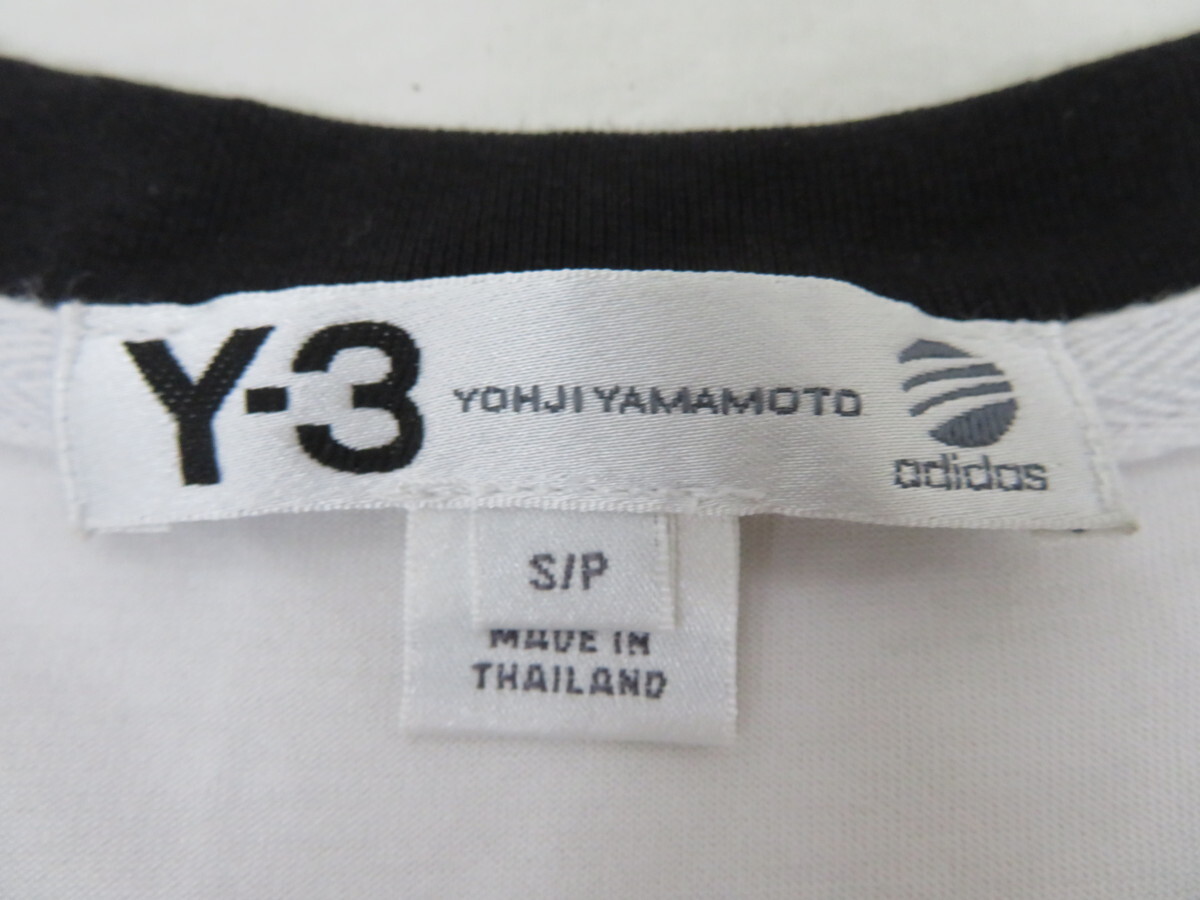 Y-3 YOHJI YAMAMOTO
adidas
S/P
MADE IN
THAILAND